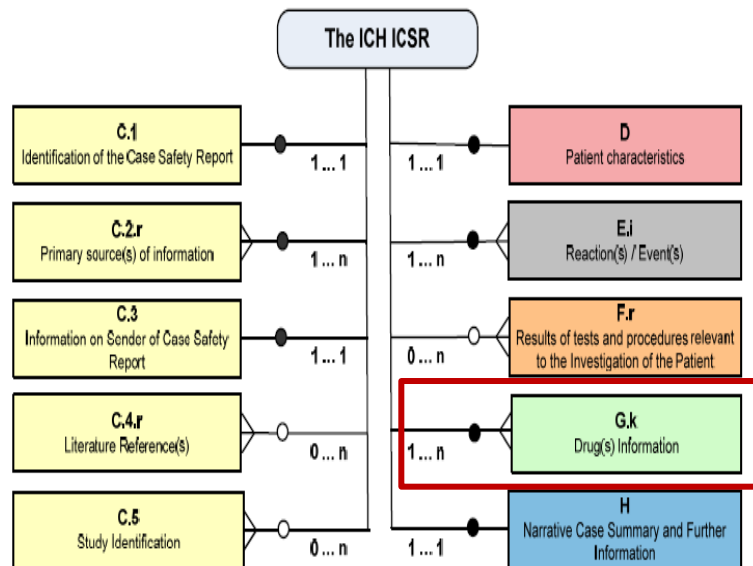 The ICH ICSR
C.1
Identification of the Case Safety Report
1 ... 1
C.2.r
Primary source(s) of information
1 ... n
C.3
Information on Sender of Case Safety
Report
1 ... 1
C.4.r
Literature Reference(s)
0 ... n
C.5
Study Identification
0 ... n
D
Patient characteristics
1 ... 1
E.i
Reaction(s) / Event(s)
1 ... n
F.r
Results of tests and procedures relevant
to the Investigation of the Patient
0 ... n
G.k
Drug(s) Information
1 ... n
H
Narrative Case Summary and Further
Information
1 ... 1